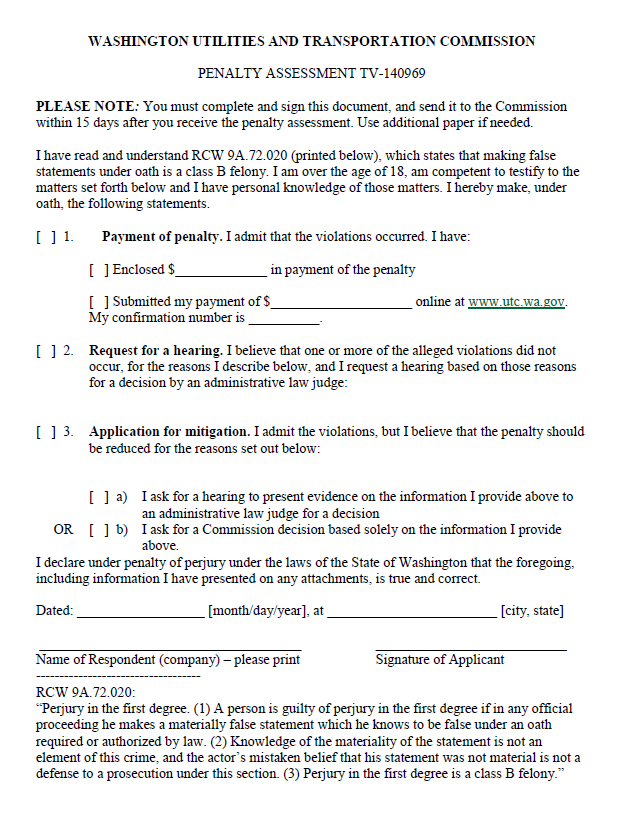 WASHINGTON UTILITIES AND TRANSPORTATION COMMISSION
PENALTY ASSESSMENT TV-140969
PLEASE NOTE: You must complete and sign this document, and send it to the Commission
within 15 days after you receive the penalty assessment. Use additional paper if needed.
I have read and understand RCW 9A.72.020 (printed below), which states that making false
statements under oath is a class B felony. I am over the age of 18, am competent to testify to the
matters set forth below and I have personal knowledge of those matters. I hereby make, under
oath, the following statements.
[ ] 1. Payment of penalty. I admit that the violations occurred. I have:
[ ] Enclosed $_____________ in payment of the penalty
[ ] Submitted my payment of $____________________ online at www.utc.wa.gov.
My confirmation number is __________.
[ ] 2. Request for a hearing. I believe that one or more of the alleged violations did not
occur, for the reasons I describe below, and I request a hearing based on those reasons
for a decision by an administrative law judge:
[ ] 3. Application for mitigation. I admit the violations, but I believe that the penalty should
be reduced for the reasons set out below:
[ ] a) I ask for a hearing to present evidence on the information I provide above to
an administrative law judge for a decision
OR [ ] b) I ask for a Commission decision based solely on the information I provide
above.
I declare under penalty of perjury under the laws of the State of Washington that the foregoing,
including information I have presented on any attachments, is true and correct.
Dated: __________________ [month/day/year], at ________________________ [city, state]
_____________________________________ ___________________________
Name of Respondent (company) – please print Signature of Applicant
-----------------------------------
RCW 9A.72.020:
“Perjury in the first degree. (1) A person is guilty of perjury in the first degree if in any official
proceeding he makes a materially false statement which he knows to be false under an oath
required or authorized by law. (2) Knowledge of the materiality of the statement is not an
element of this crime, and the actor’s mistaken belief that his statement was not material is not a
defense to a prosecution under this section. (3) Perjury in the first degree is a class B felony.”